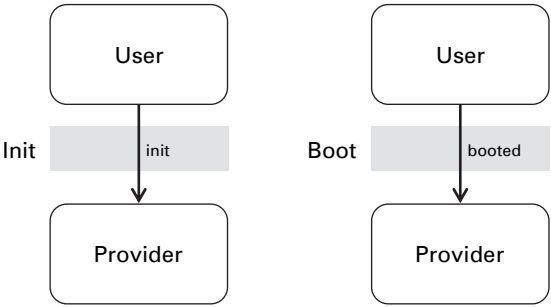 User
User
Init
init
Boot
booted
Provider
Provider